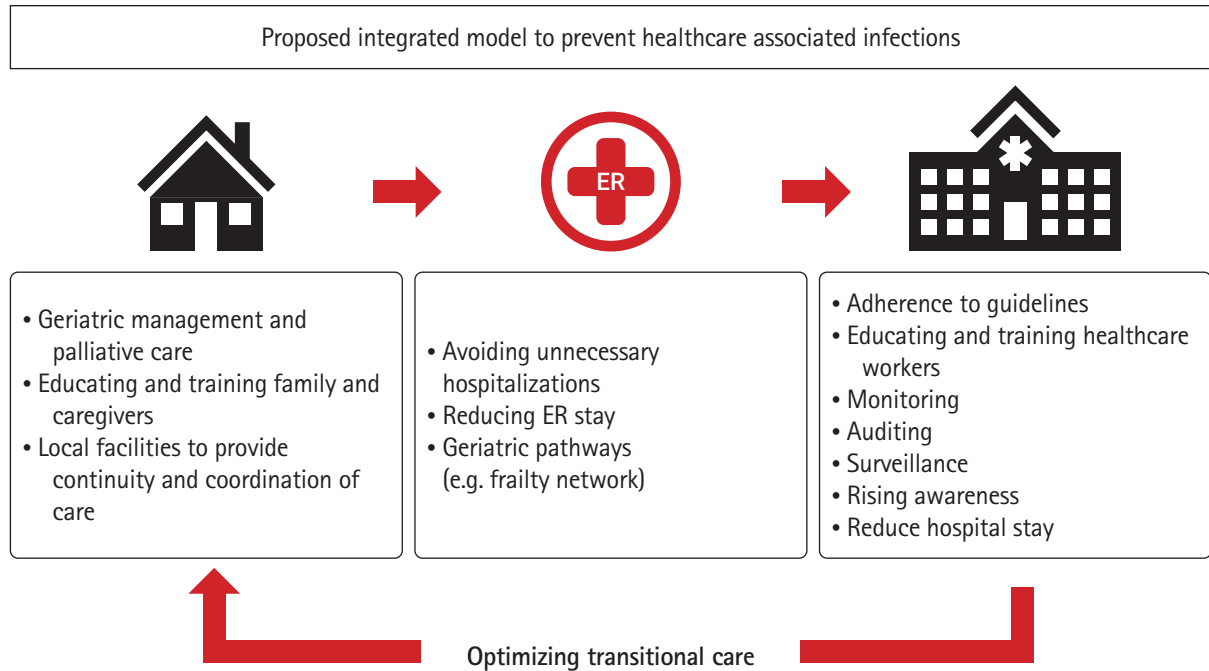 Proposed integrated model to prevent healthcare associated infections
ER
• Geriatric management and
palliative care
• Educating and training family and
caregivers
• Local facilities to provide
continuity and coordination of
care
• Avoiding unnecessary
hospitalizations
• Reducing ER stay
• Geriatric pathways
(e.g. frailty network)
• Adherence to guidelines
• Educating and training healthcare
workers
• Monitoring
• Auditing
• Surveillance
• Rising awareness
• Reduce hospital stay
Optimizing transitional care